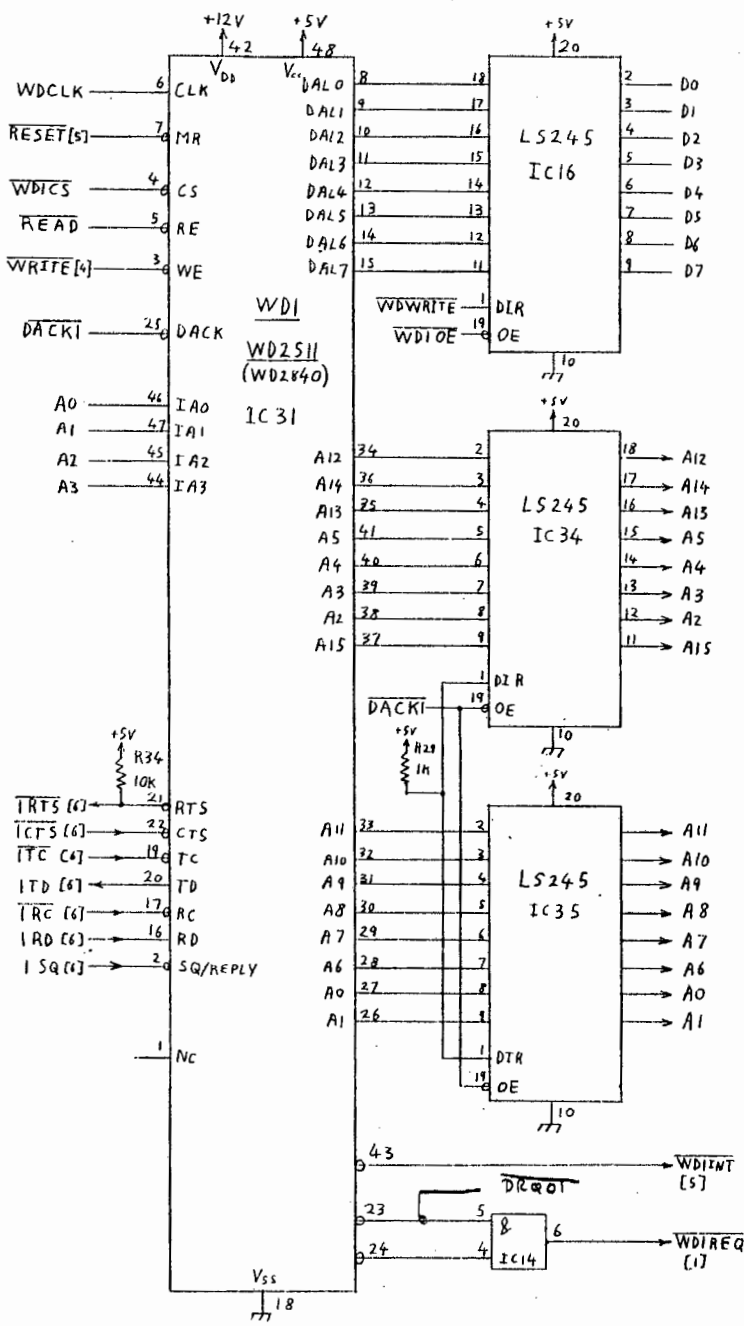 +12V
+5V
+5V
42
48
20
VDD
Vcc
WDCLK 6 CLK
RESET[5] 7 MR
WD1CS 4 CS
READ 5 RE
WRITE[4] 3 WE
DACK1 25 DACK
A0 46 IA0
A1 47 IA1
A2 45 IA2
A3 44 IA3
WD1
WD2511
(WD2840)
IC31
DAL0 8 18 2 D0
DAL1 9 17 3 D1
DAL2 10 16 4 D2
DAL3 11 15 5 D3
DAL4 12 14 6 D4
DAL5 13 13 7 D5
DAL6 14 12 8 D6
DAL7 15 11 9 D7
LS245
IC16
WDWRITE 1 DIR
WD1OE 19 OE
10
+5V
20
A12 34 2 18 A12
A14 36 3 17 A14
A13 35 4 16 A13
A5 41 5 15 A5
A4 40 6 14 A4
A3 39 7 13 A3
A2 38 8 12 A2
A15 37 9 11 A15
LS245
IC34
1 DIR
DACK1 19 OE
10
+5V
R29
1K
+5V
R34
10K
IRTS [6] 21 RTS
ICTS [6] 22 CTS
ITC [6] 19 TC
ITD [6] 20 TD
IRC [6] 17 RC
IRD [6] 16 RD
ISQ[6] 2 SQ/REPLY
1 NC
+5V
20
A11 33 2 A11
A10 32 3 A10
A9 31 4 A9
A8 30 5 A8
A7 29 6 A7
A6 28 7 A6
A0 27 8 A0
A1 26 9 A1
LS245
IC35
1 DIR
19 OE
10
43 WD1INT
[5]
DRQOT
23 5
24 4
&
IC14
6
WD1REQ
[1]
Vss
18